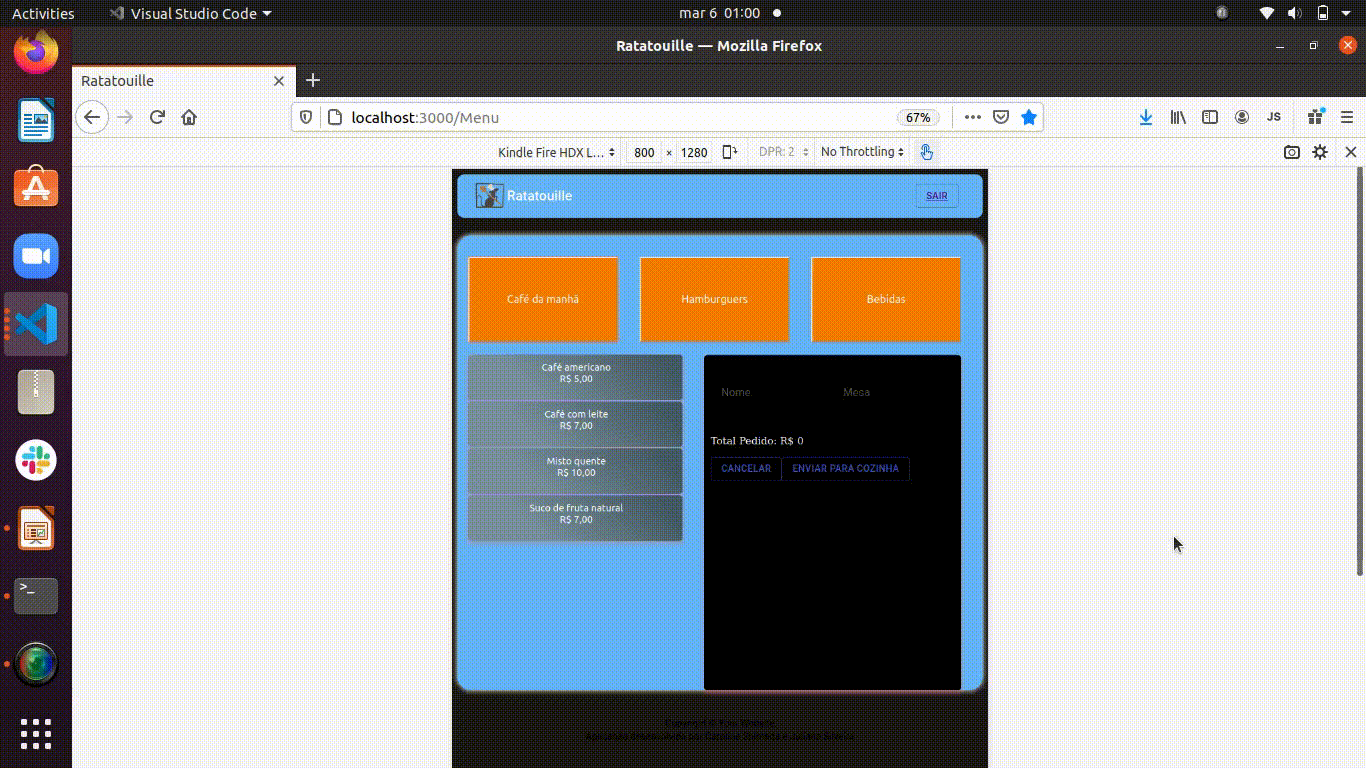 Activities
Visual Studio Code
mar 6 01:00
Ratatouille — Mozilla Firefox
Ratatouille
localhost:3000/Menu
67%
JS
Kindle Fire HDX L...
800 × 1280
DPR: 2
No Throttling
Ratatouille
SAIR
Café da manhã
Hamburguers
Bebidas
Café americano
R$ 5,00
Café com leite
R$ 7,00
Misto quente
R$ 10,00
Suco de fruta natural
R$ 7,00
Nome
Mesa
Total Pedido: R$ 0
CANCELAR
ENVIAR PARA COZINHA